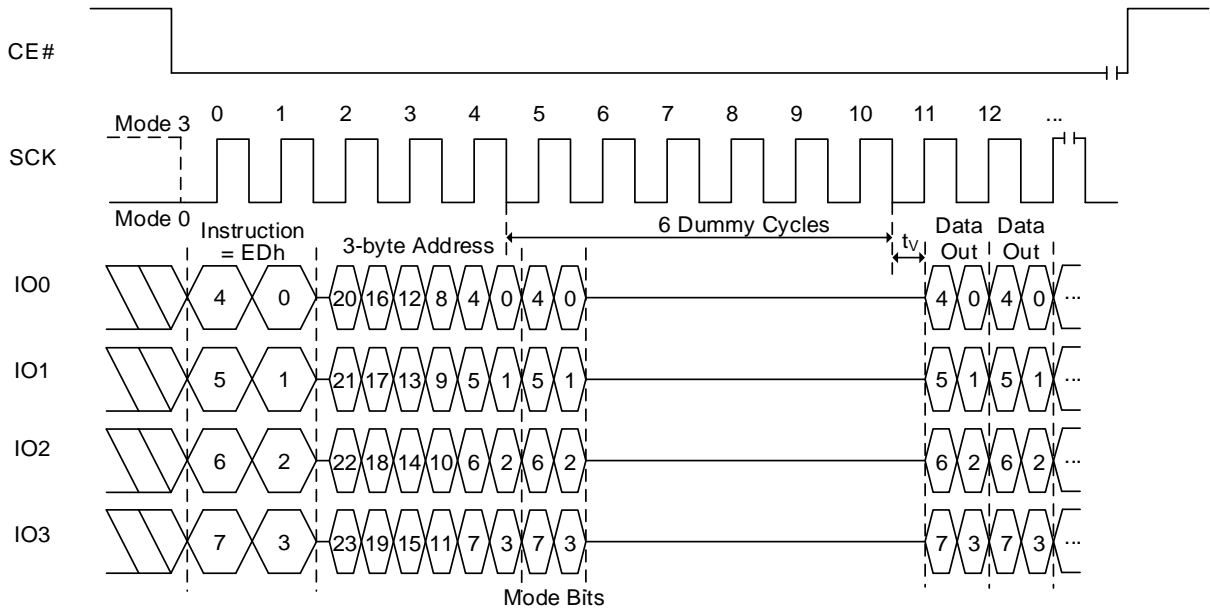 CE#
0 1 2 3 4 5 6 7 8 9 10 11 12 ...
Mode 3
SCK
Mode 0
Instruction
= EDh
3-byte Address
6 Dummy Cycles
tV
Data
Out
Data
Out
IO0 4 0 20 16 12 8 4 0 4 0 4 0 4 0 ...
IO1 5 1 21 17 13 9 5 1 5 1 5 1 5 1 ...
IO2 6 2 22 18 14 10 6 2 6 2 6 2 6 2 ...
IO3 7 3 23 19 15 11 7 3 7 3 7 3 7 3 ...
Mode Bits